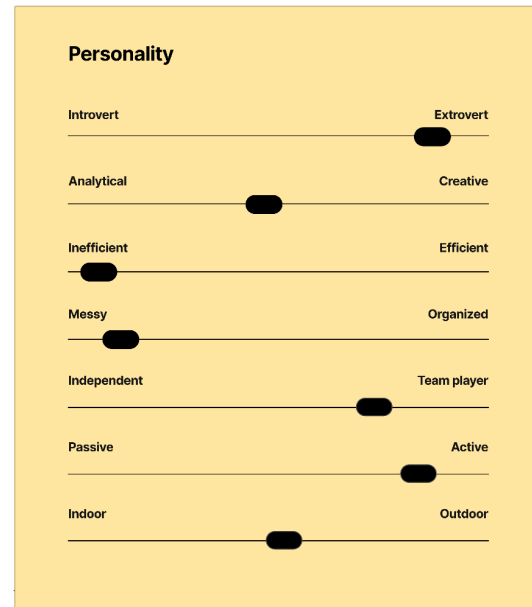 Personality
Introvert Extrovert
Analytical Creative
Inefficient Efficient
Messy Organized
Independent Team player
Passive Active
Indoor Outdoor